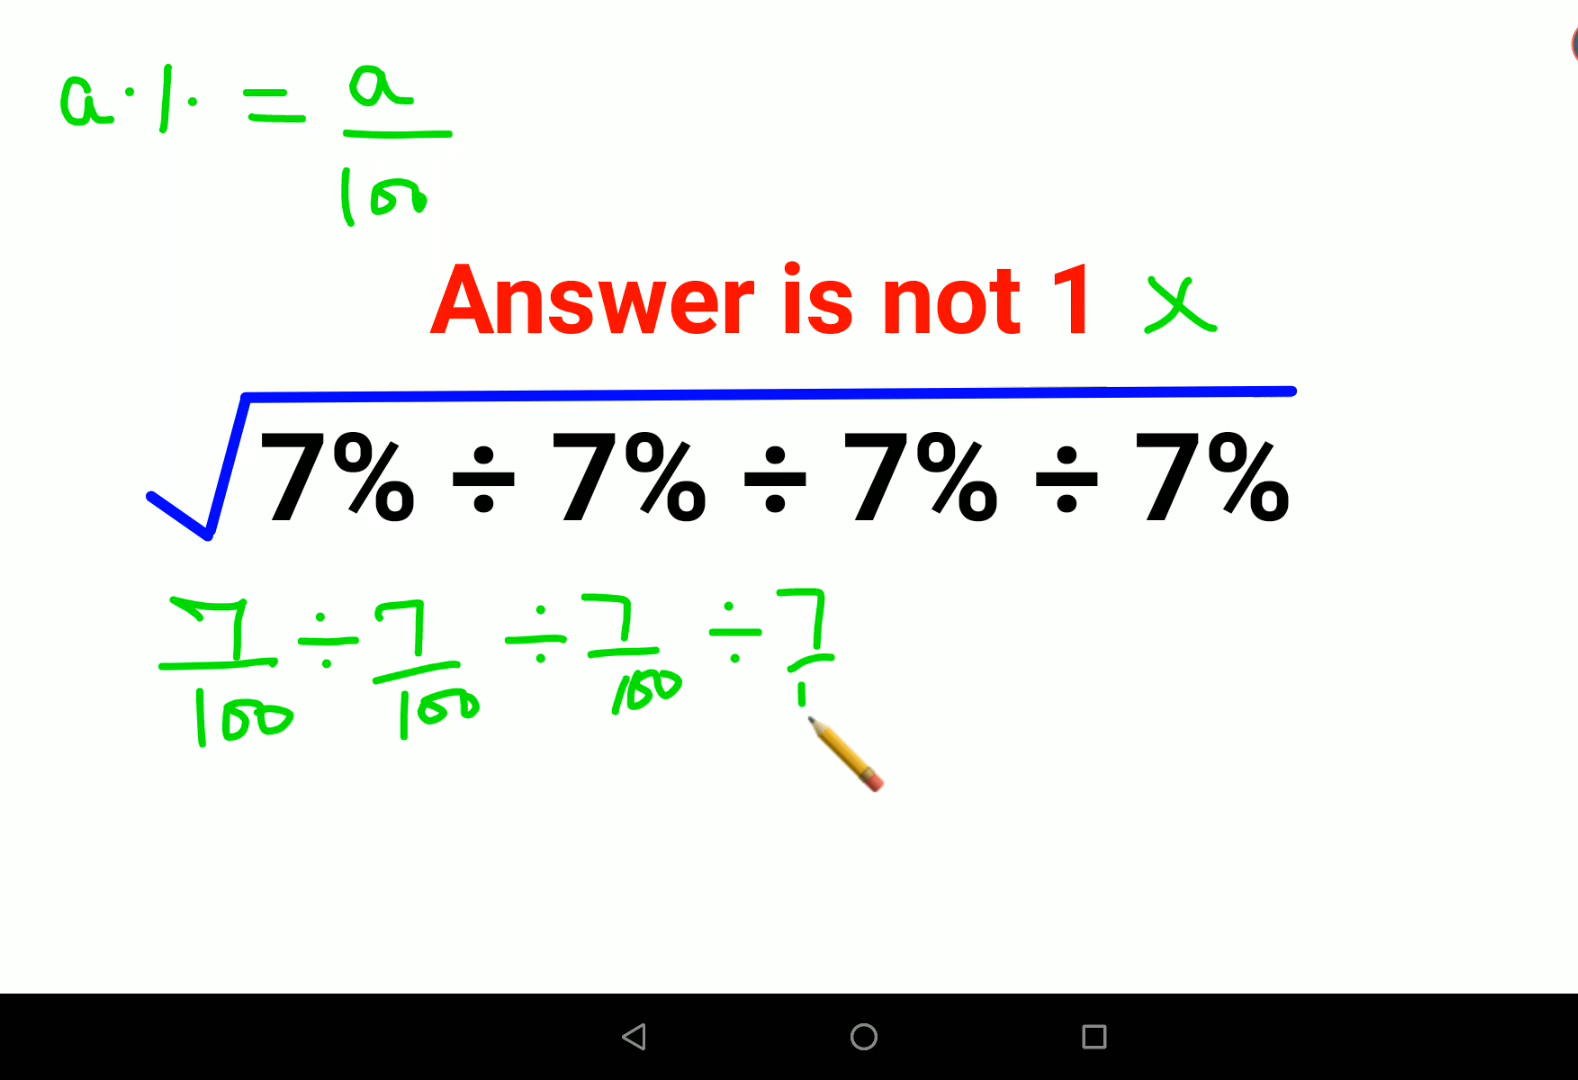 a% = a/100
Answer is not 1 x
√7% ÷ 7% ÷ 7% ÷ 7%
7/100 ÷ 7/100 ÷ 7/100 ÷ 7/1